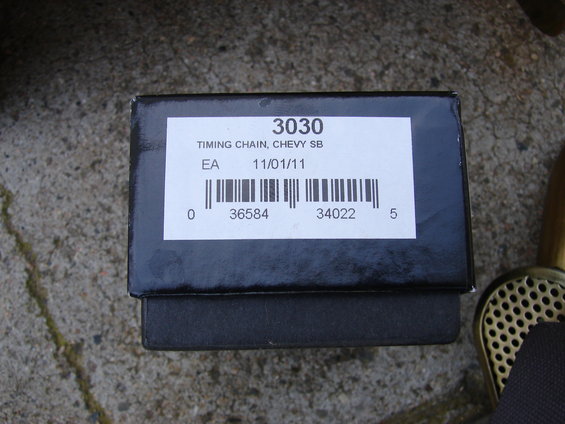 3030
TIMING CHAIN, CHEVY SB
EA 11/01/11
0 36584 34022 5